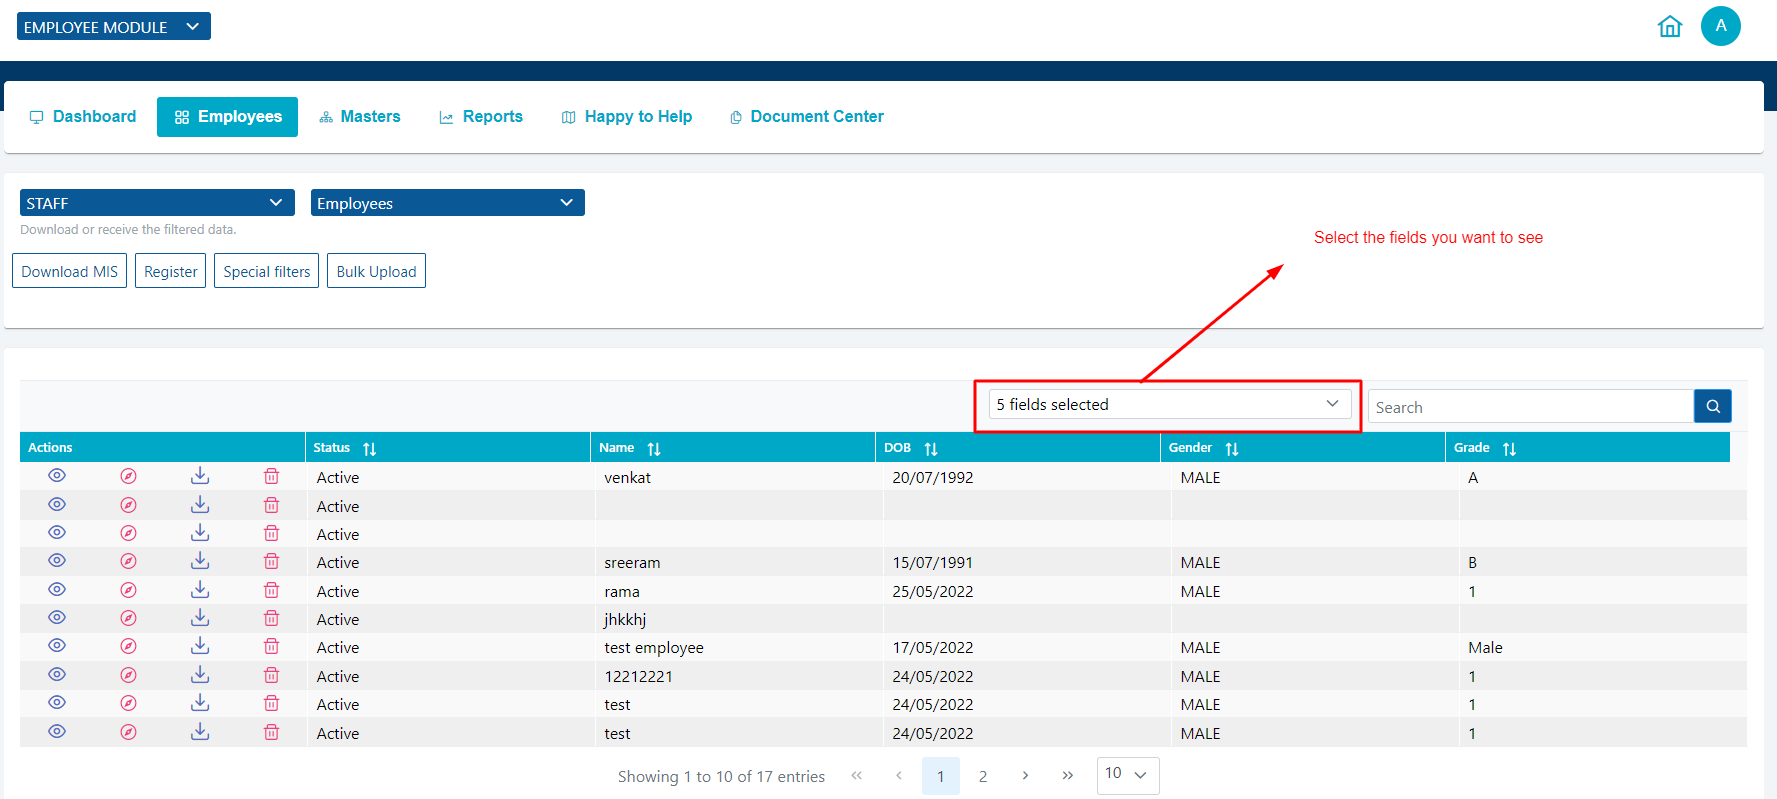 EMPLOYEE MODULE
A
Dashboard Employees Masters Reports Happy to Help Document Center
STAFF Employees
Download or receive the filtered data.
Select the fields you want to see
Download MIS Register Special filters Bulk Upload
5 fields selected Search
Actions Status Name DOB Gender Grade
Active venkat 20/07/1992 MALE A
Active
Active
Active sreeram 15/07/1991 MALE B
Active rama 25/05/2022 MALE 1
Active jhkkhj
Active test employee 17/05/2022 MALE Male
Active 12212221 24/05/2022 MALE 1
Active test 24/05/2022 MALE 1
Active test 24/05/2022 MALE 1
Showing 1 to 10 of 17 entries « ‹ 1 2 › » 10